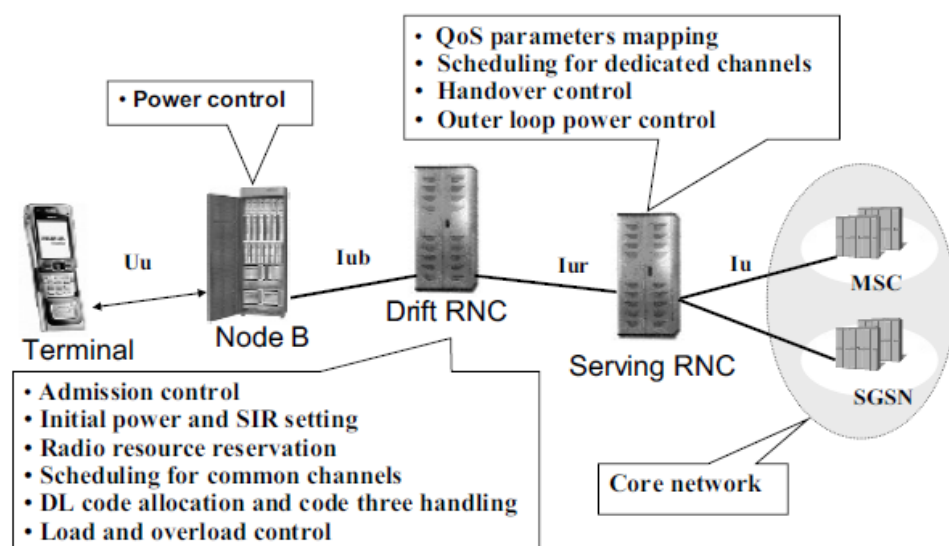 • QoS parameters mapping
• Scheduling for dedicated channels
• Handover control
• Outer loop power control
• Power control
Uu
Iub
Iur
Iu
MSC
SGSN
Terminal
Node B
Drift RNC
Serving RNC
• Admission control
• Initial power and SIR setting
• Radio resource reservation
• Scheduling for common channels
• DL code allocation and code three handling
• Load and overload control
Core network